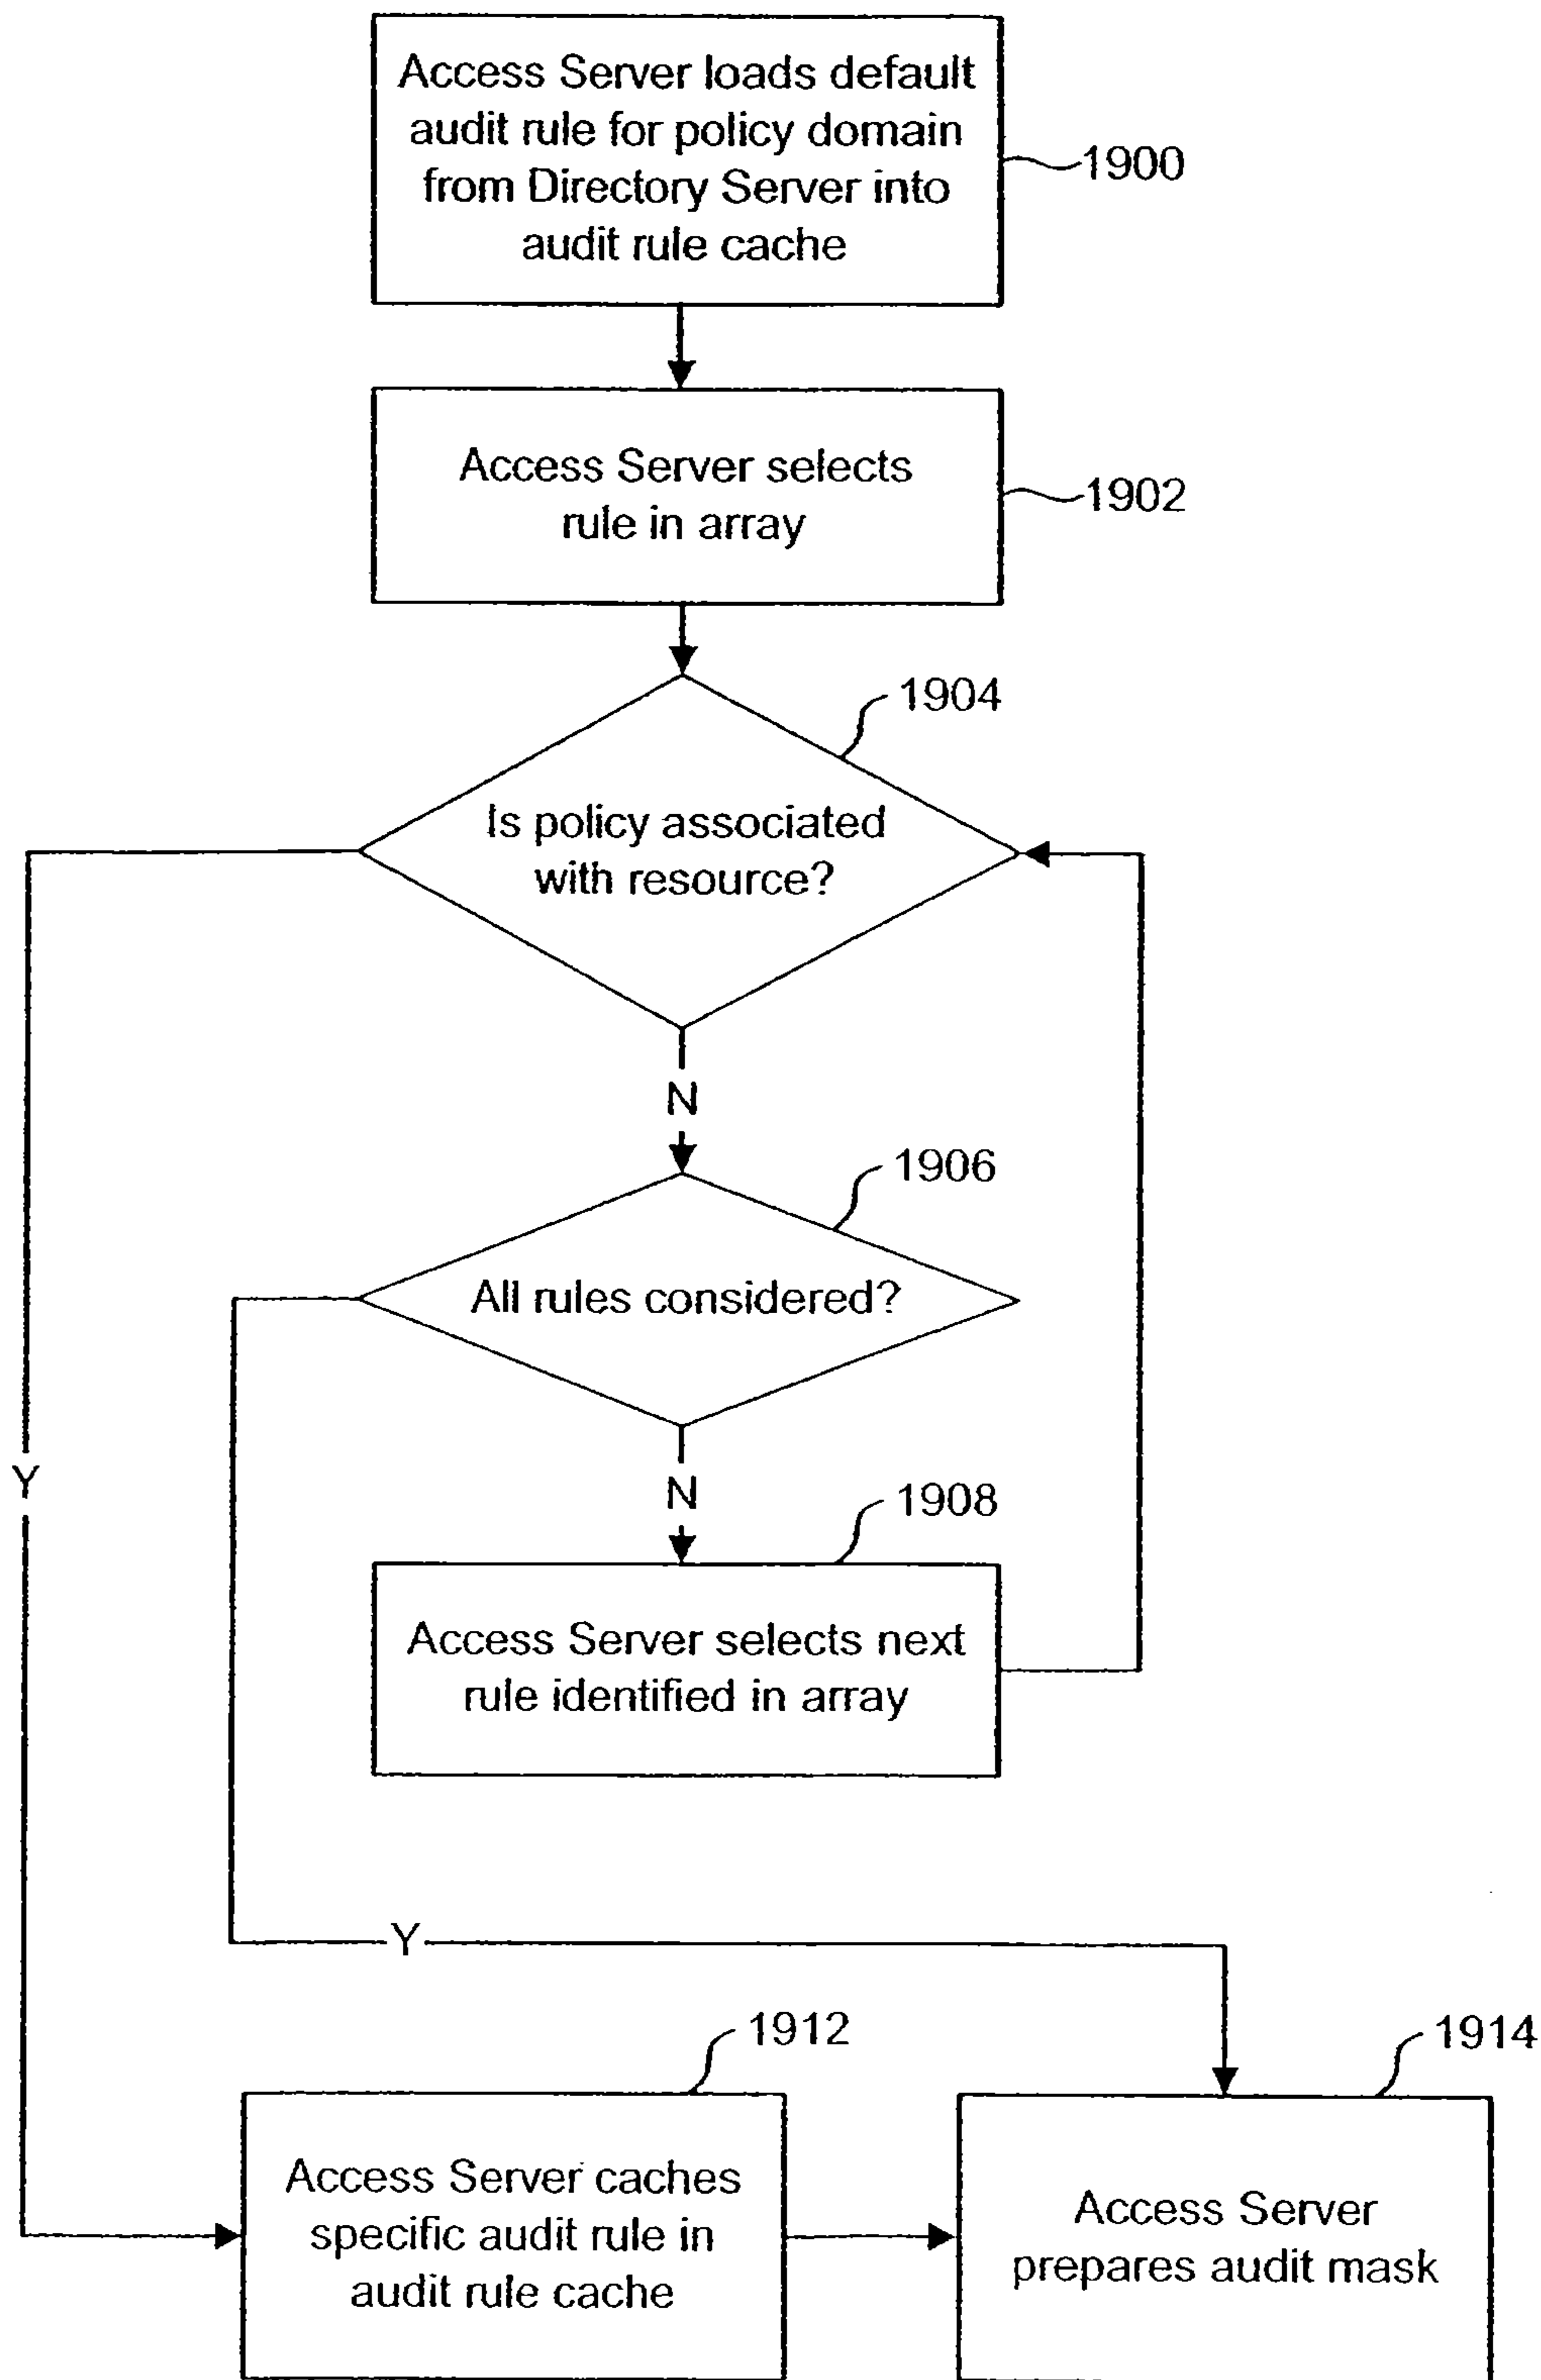 Access Server loads default
audit rule for policy domain
from Directory Server into
audit rule cache
1900
Access Server selects
rule in array
1902
1904
Is policy associated
with resource?
N
1906
All rules considered?
Y
N
1908
Access Server selects next
rule identified in array
Y
1912
1914
Access Server caches
specific audit rule in
audit rule cache
Access Server
prepares audit mask